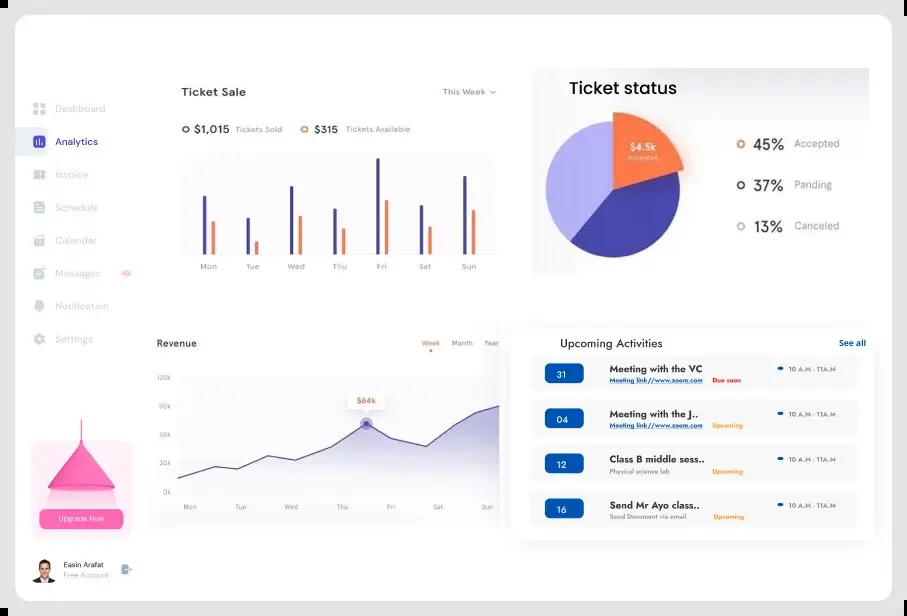 Dashboard
Analytics
Invoice
Schedule
Calendar
Messages 49
Notification
Settings
Upgrade Now
Easin Arafat
Free Account
Ticket Sale
This Week
$1,015 Tickets Sold $315 Tickets Available
Mon Tue Wed Thu Fri Sat Sun
Ticket status
$4.5k
Accepted
45% Accepted
37% Panding
13% Canceled
Revenue
Week Month Year
120k
90k
60k
30k
0k
$64k
Mon Tue Wed Thu Fri Sat Sun
Upcoming Activities See all
31 Meeting with the VC 10 A.M - 11A.M
Meeting link//www.zoom.com Due soon
04 Meeting with the J.. 10 A.M - 11A.M
Meeting link//www.zoom.com Upcoming
12 Class B middle sess.. 10 A.M - 11A.M
Physical science lab Upcoming
16 Send Mr Ayo class.. 10 A.M - 11A.M
Send Document via email Upcoming